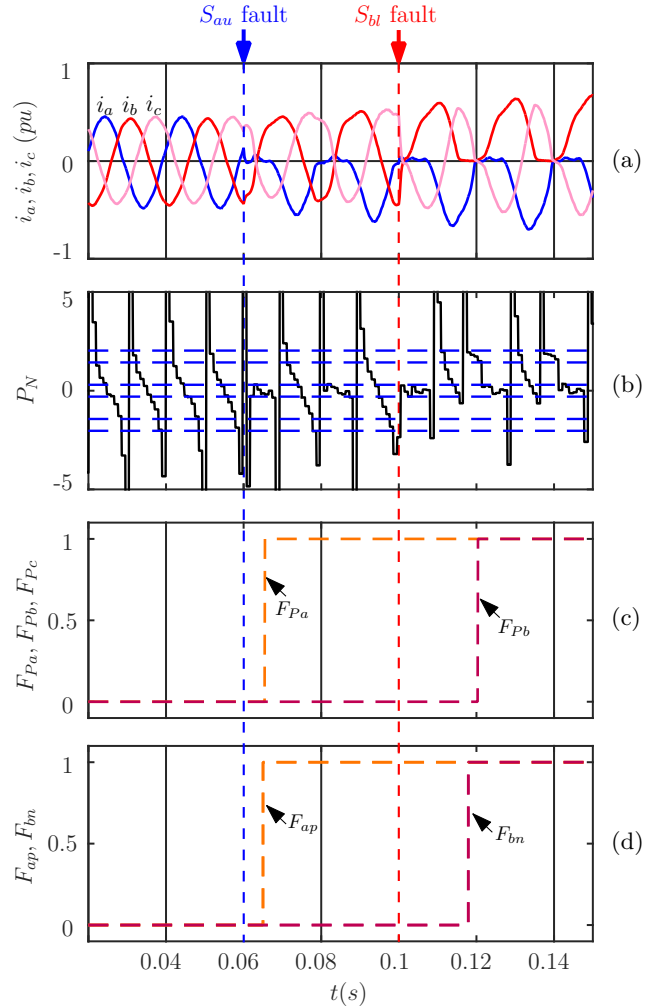 S_au fault S_bl fault
1
i_a i_b i_c
0
-1
i_a, i_b, i_c (pu)
(a)
5
0
-5
P_N
(b)
1
0.5
0
F_Pa, F_Pb, F_Pc
F_Pa
F_Pb
(c)
1
0.5
0
F_ap, F_bn
F_ap
F_bn
(d)
0.04 0.06 0.08 0.1 0.12 0.14
t(s)